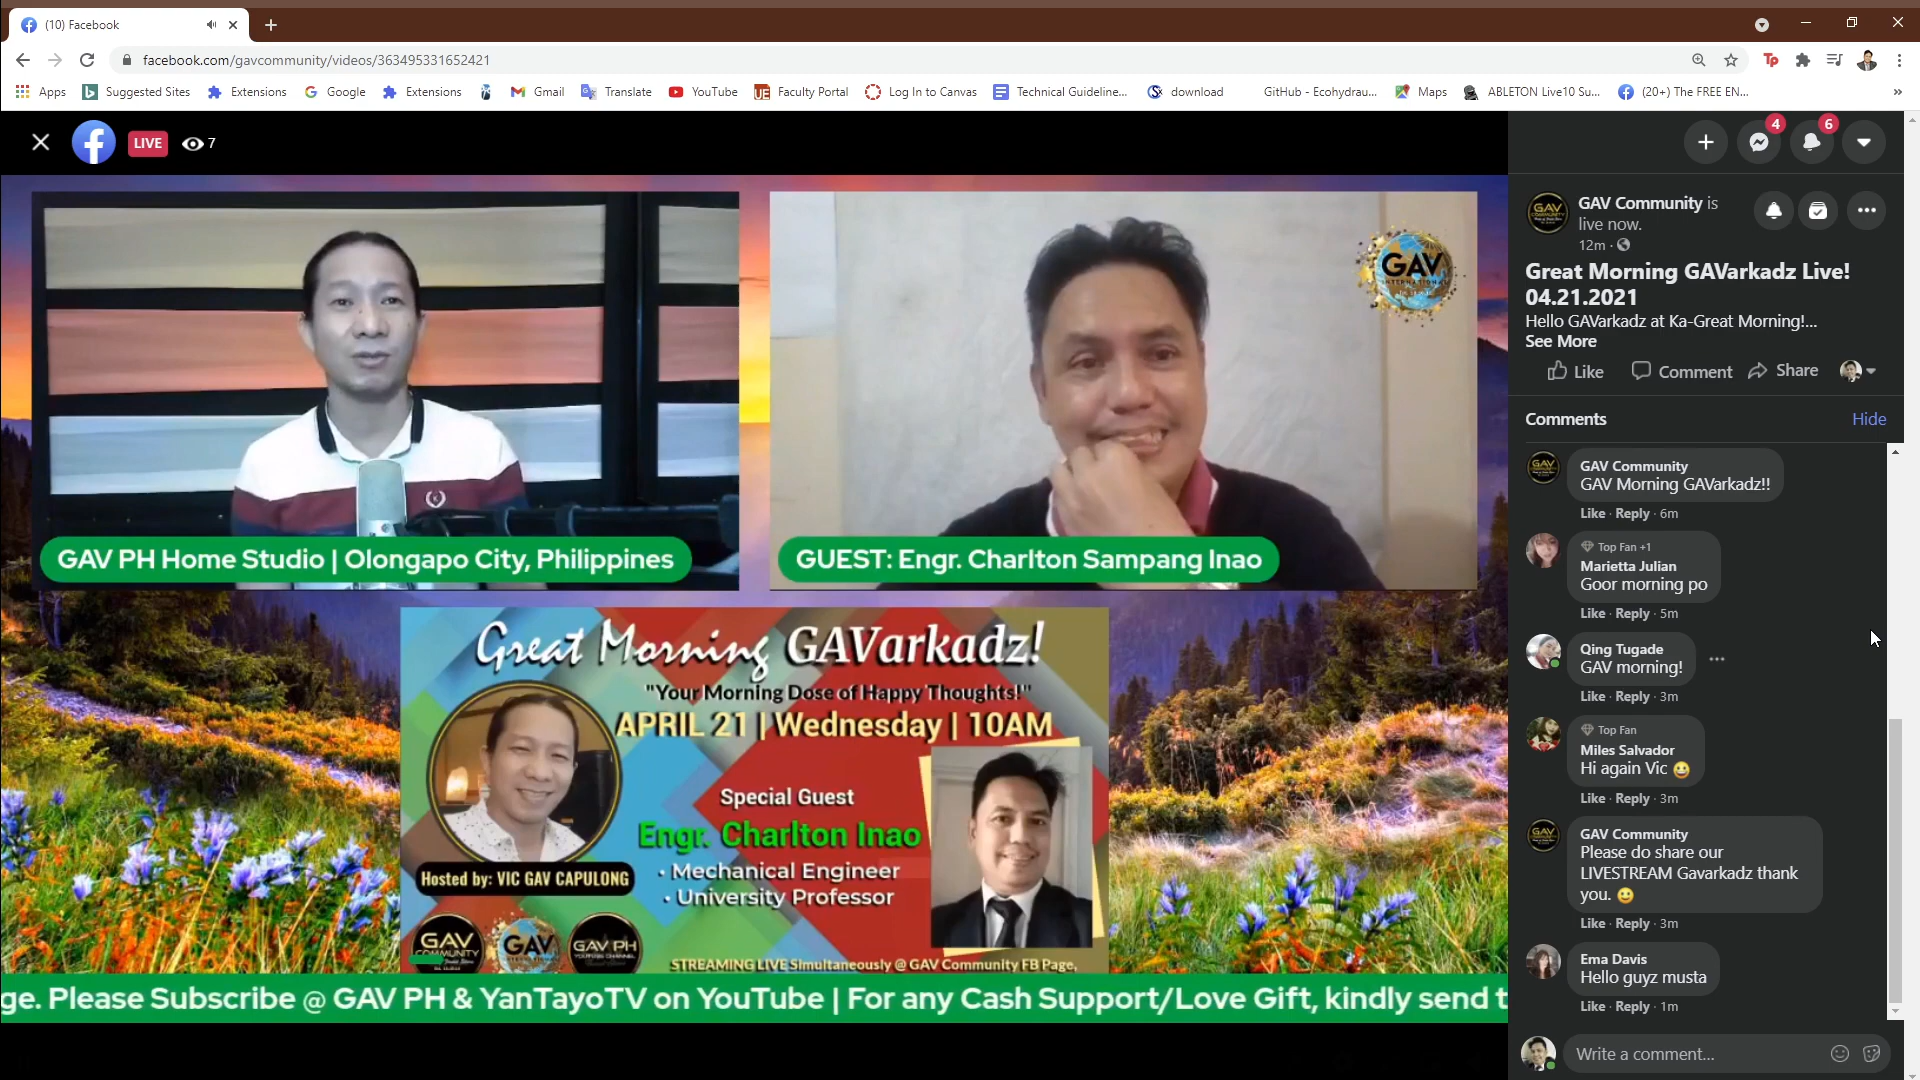 (10) Facebook
facebook.com/gavcommunity/videos/363495331652421
Apps
Suggested Sites
Extensions
Google
Extensions
Gmail
Translate
YouTube
UE
Faculty Portal
Log In to Canvas
Technical Guideline...
download
GitHub - Ecohydrau...
Maps
ABLETON Live10 Su...
(20+) The FREE EN...
LIVE
7
4
6
GAV Community is
live now.
12m
Great Morning GAVarkadz Live!
04.21.2021
Hello GAVarkadz at Ka-Great Morning!...
See More
Like
Comment
Share
Comments
Hide
GAV
INTERNATIONAL
GAV PH Home Studio | Olongapo City, Philippines
GUEST: Engr. Charlton Sampang Inao
Great Morning GAVarkadz!
"Your Morning Dose of Happy Thoughts!"
APRIL 21 | Wednesday | 10AM
Special Guest
Engr. Charlton Inao
• Mechanical Engineer
• University Professor
Hosted by: VIC GAV CAPULONG
GAV
COMMUNITY
GAV
GAV PH
STREAMING LIVE Simultaneously @ GAV Community FB Page,
ge. Please Subscribe @ GAV PH & YanTayoTV on YouTube | For any Cash Support/Love Gift, kindly send t
GAV Community
GAV Morning GAVarkadz!!
Like · Reply · 6m
Top Fan +1
Marietta Julian
Goor morning po
Like · Reply · 5m
Qing Tugade
GAV morning!
Like · Reply · 3m
Top Fan
Miles Salvador
Hi again Vic 😀
Like · Reply · 3m
GAV Community
Please do share our
LIVESTREAM Gavarkadz thank
you. 😀
Like · Reply · 3m
Ema Davis
Hello guyz musta
Like · Reply · 1m
Write a comment...